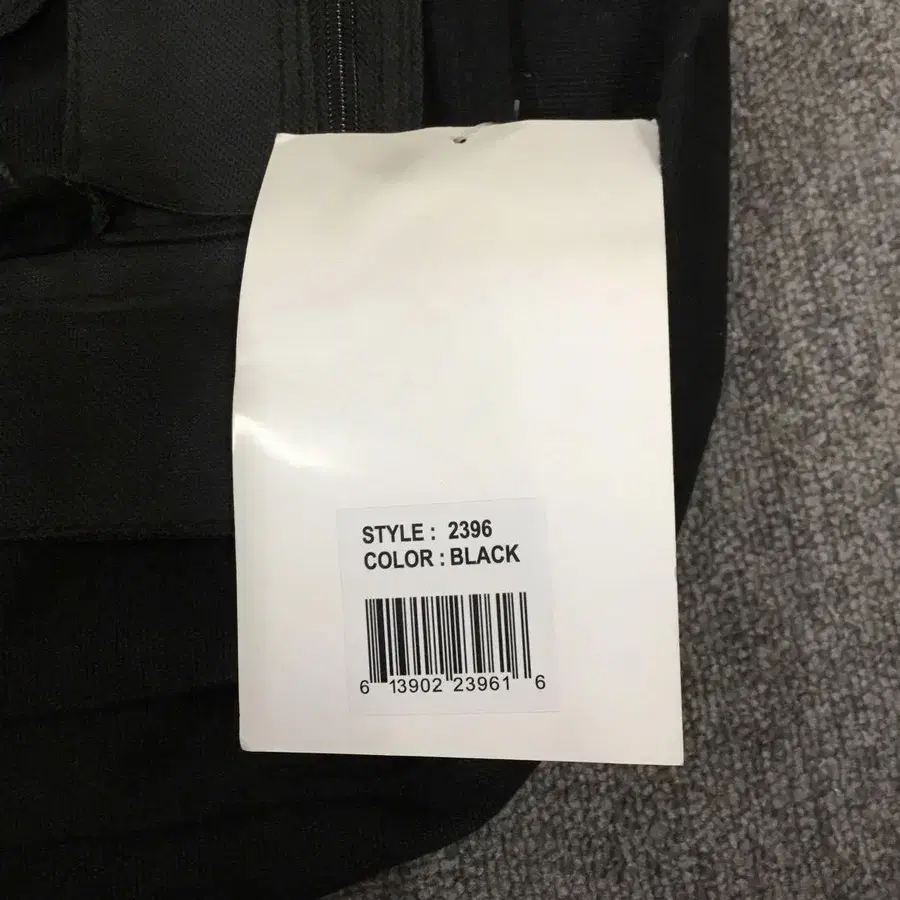 STYLE : 2396
COLOR : BLACK
6 13902 23961 6